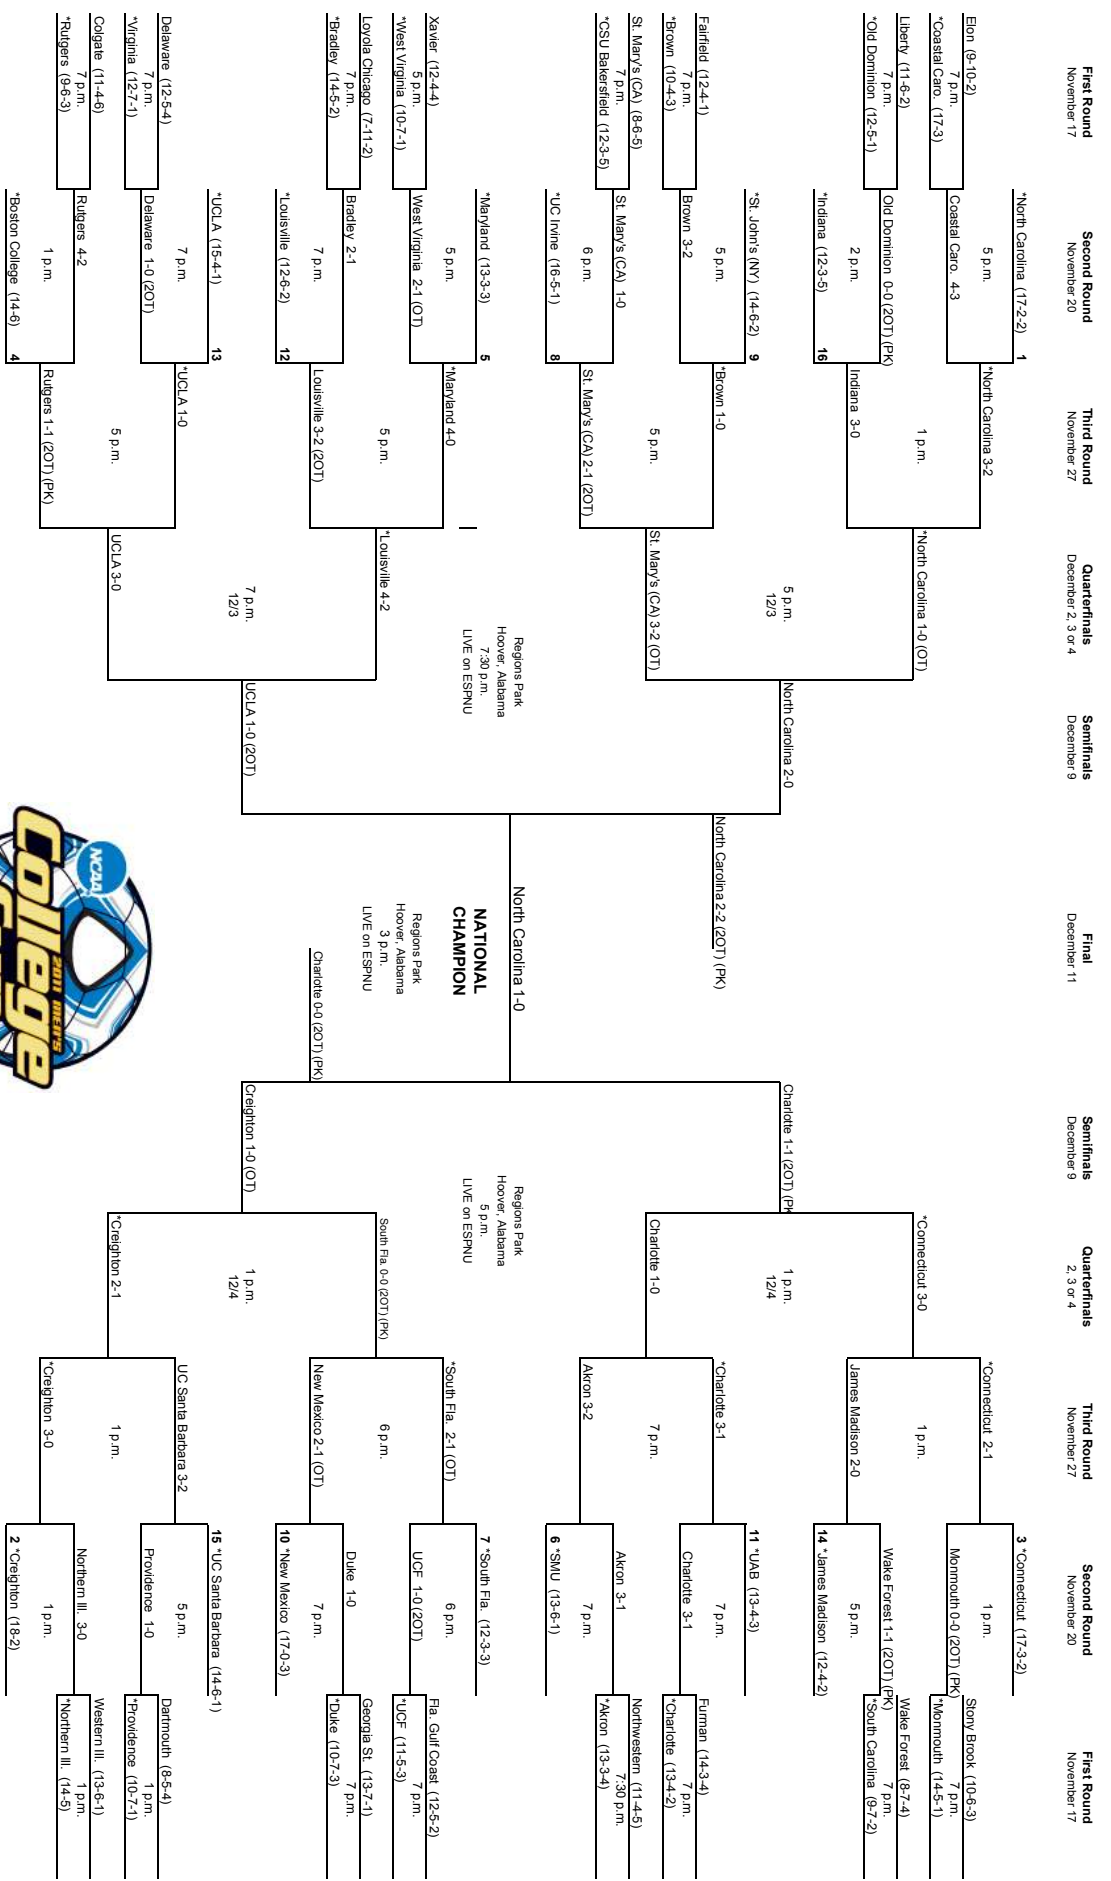 First Round
November 17
Second Round
November 20
Third Round
November 27
Quarterfinals
December 2, 3 or 4
Semifinals
December 9
Final
December 11
Semifinals
December 9
Quarterfinals
2, 3 or 4
Third Round
November 27
Second Round
November 20
First Round
November 17
Elon (9-10-2)
7 p.m.
*Coastal Caro. (17-3)
Liberty (11-6-2)
7 p.m.
*Old Dominion (12-5-1)
Fairfield (12-4-1)
7 p.m.
*Brown (10-4-3)
St. Mary's (CA) (8-6-5)
7 p.m.
*CSU Bakersfield (12-3-5)
Xavier (12-4-4)
5 p.m.
*West Virginia (10-7-1)
Loyola Chicago (7-11-2)
7 p.m.
*Bradley (14-5-2)
Delaware (12-5-4)
7 p.m.
*Virginia (12-7-1)
Colgate (11-4-6)
7 p.m.
*Rutgers (9-6-3)
*North Carolina (17-2-2) 1
5 p.m.
Coastal Caro. 4-3
Old Dominion 0-0 (2OT) (PK)
2 p.m.
*Indiana (12-3-5) 16
*St. John's (NY) (14-6-2) 9
5 p.m.
Brown 3-2
St. Mary's (CA) 1-0
6 p.m.
*UC Irvine (16-5-1) 8
*Maryland (13-3-3) 5
5 p.m.
West Virginia 2-1 (OT)
Bradley 2-1
7 p.m.
*Louisville (12-6-2) 12
*UCLA (15-4-1) 13
7 p.m.
Delaware 1-0 (2OT)
Rutgers 4-2
1 p.m.
*Boston College (14-6) 4
*North Carolina 3-2
1 p.m.
Indiana 3-0
*Brown 1-0
5 p.m.
St. Mary's (CA) 2-1 (2OT)
*Maryland 4-0
5 p.m.
Louisville 3-2 (2OT)
*UCLA 1-0
5 p.m.
Rutgers 1-1 (2OT) (PK)
*North Carolina 1-0 (OT)
5 p.m.
12/3
St. Mary's (CA) 3-2 (OT)
*Louisville 4-2
7 p.m.
12/3
UCLA 3-0
North Carolina 2-0
Regions Park
Hoover, Alabama
7:30 p.m.
LIVE on ESPNU
UCLA 1-0 (2OT)
North Carolina 2-2 (2OT) (PK)
North Carolina 1-0
NATIONAL
CHAMPION
Regions Park
Hoover, Alabama
3 p.m.
LIVE on ESPNU
Charlotte 0-0 (2OT) (PK)
NCAA
2011 MEN'S
College
Charlotte 1-1 (2OT) (PK
Regions Park
Hoover, Alabama
5 p.m.
LIVE on ESPNU
Creighton 1-0 (OT)
*Connecticut 3-0
1 p.m.
12/4
Charlotte 1-0
South Fla. 0-0 (2OT) (PK)
1 p.m.
12/4
*Creighton 2-1
*Connecticut 2-1
1 p.m.
James Madison 2-0
*Charlotte 3-1
7 p.m.
Akron 3-2
*South Fla. 2-1 (OT)
6 p.m.
New Mexico 2-1 (OT)
UC Santa Barbara 3-2
1 p.m.
*Creighton 3-0
3 *Connecticut (17-3-2)
1 p.m.
Monmouth 0-0 (2OT) (PK)
Wake Forest 1-1 (2OT) (PK)
5 p.m.
14 *James Madison (12-4-2)
11 *UAB (13-4-3)
7 p.m.
Charlotte 3-1
Akron 3-1
7 p.m.
6 *SMU (13-6-1)
7 *South Fla. (12-3-3)
6 p.m.
UCF 1-0 (2OT)
Duke 1-0
7 p.m.
10 *New Mexico (17-0-3)
15 *UC Santa Barbara (14-6-1)
5 p.m.
Providence 1-0
Northern Ill. 3-0
1 p.m.
2 *Creighton (18-2)
Stony Brook (10-6-3)
7 p.m.
*Monmouth (14-5-1)
Wake Forest (8-7-4)
7 p.m.
*South Carolina (9-7-2)
Furman (14-3-4)
7 p.m.
*Charlotte (13-4-2)
Northwestern (11-4-5)
7:30 p.m.
*Akron (13-3-4)
Fla. Gulf Coast (12-5-2)
7 p.m.
*UCF (11-5-3)
Georgia St. (13-7-1)
7 p.m.
*Duke (10-7-3)
Dartmouth (8-5-4)
1 p.m.
*Providence (10-7-1)
Western Ill. (13-6-1)
1 p.m.
*Northern Ill. (14-5)